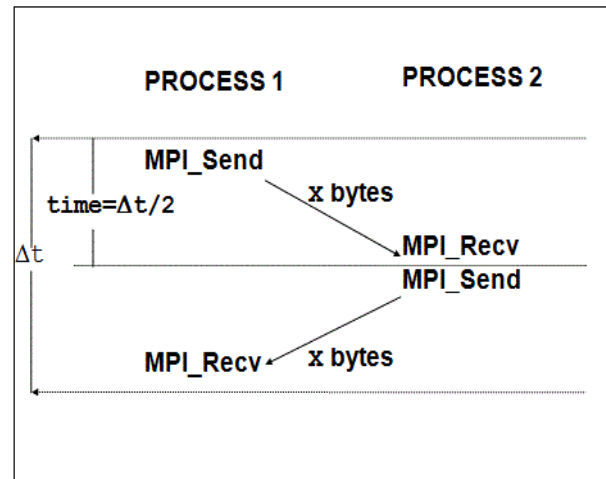 PROCESS 1
PROCESS 2
MPI_Send
x bytes
time=Δt/2
Δt
MPI_Recv
MPI_Send
MPI_Recv
x bytes